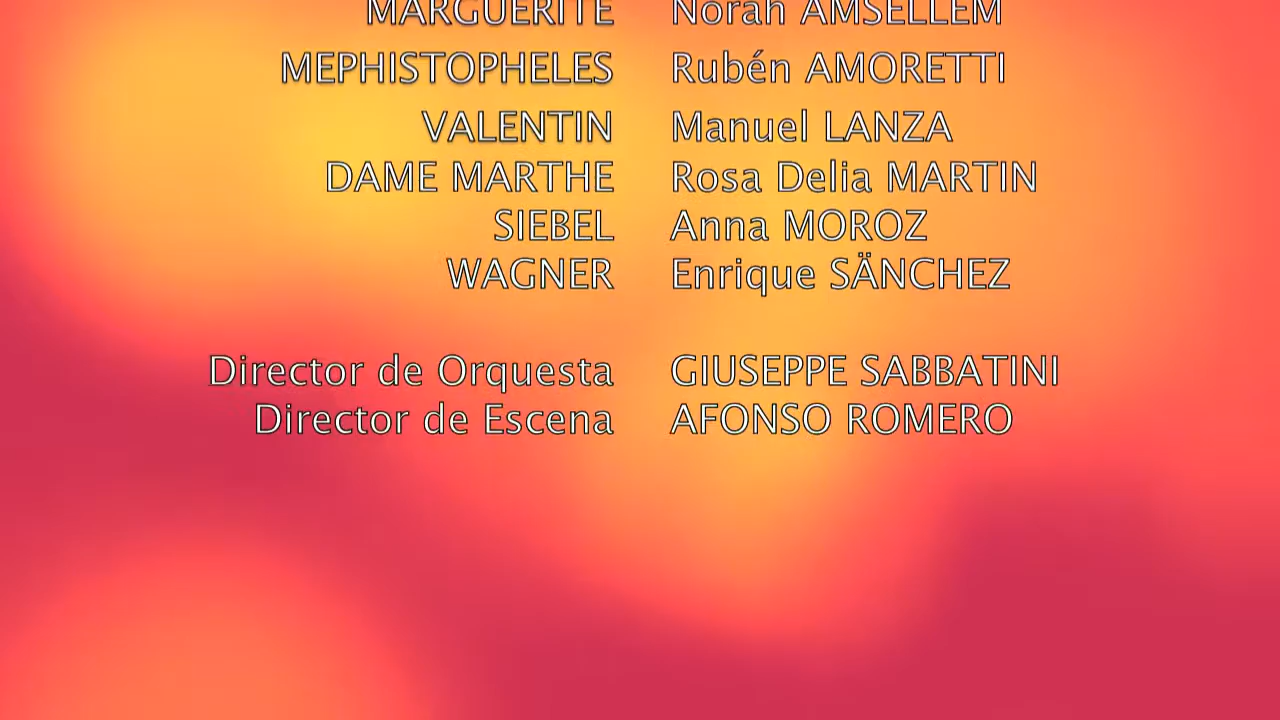 MARGUERITE Norah AMSELLEM
MEPHISTOPHELES Rubén AMORETTI
VALENTIN Manuel LANZA
DAME MARTHE Rosa Delia MARTIN
SIEBEL Anna MOROZ
WAGNER Enrique SÄNCHEZ
Director de Orquesta GIUSEPPE SABBATINI
Director de Escena AFONSO ROMERO